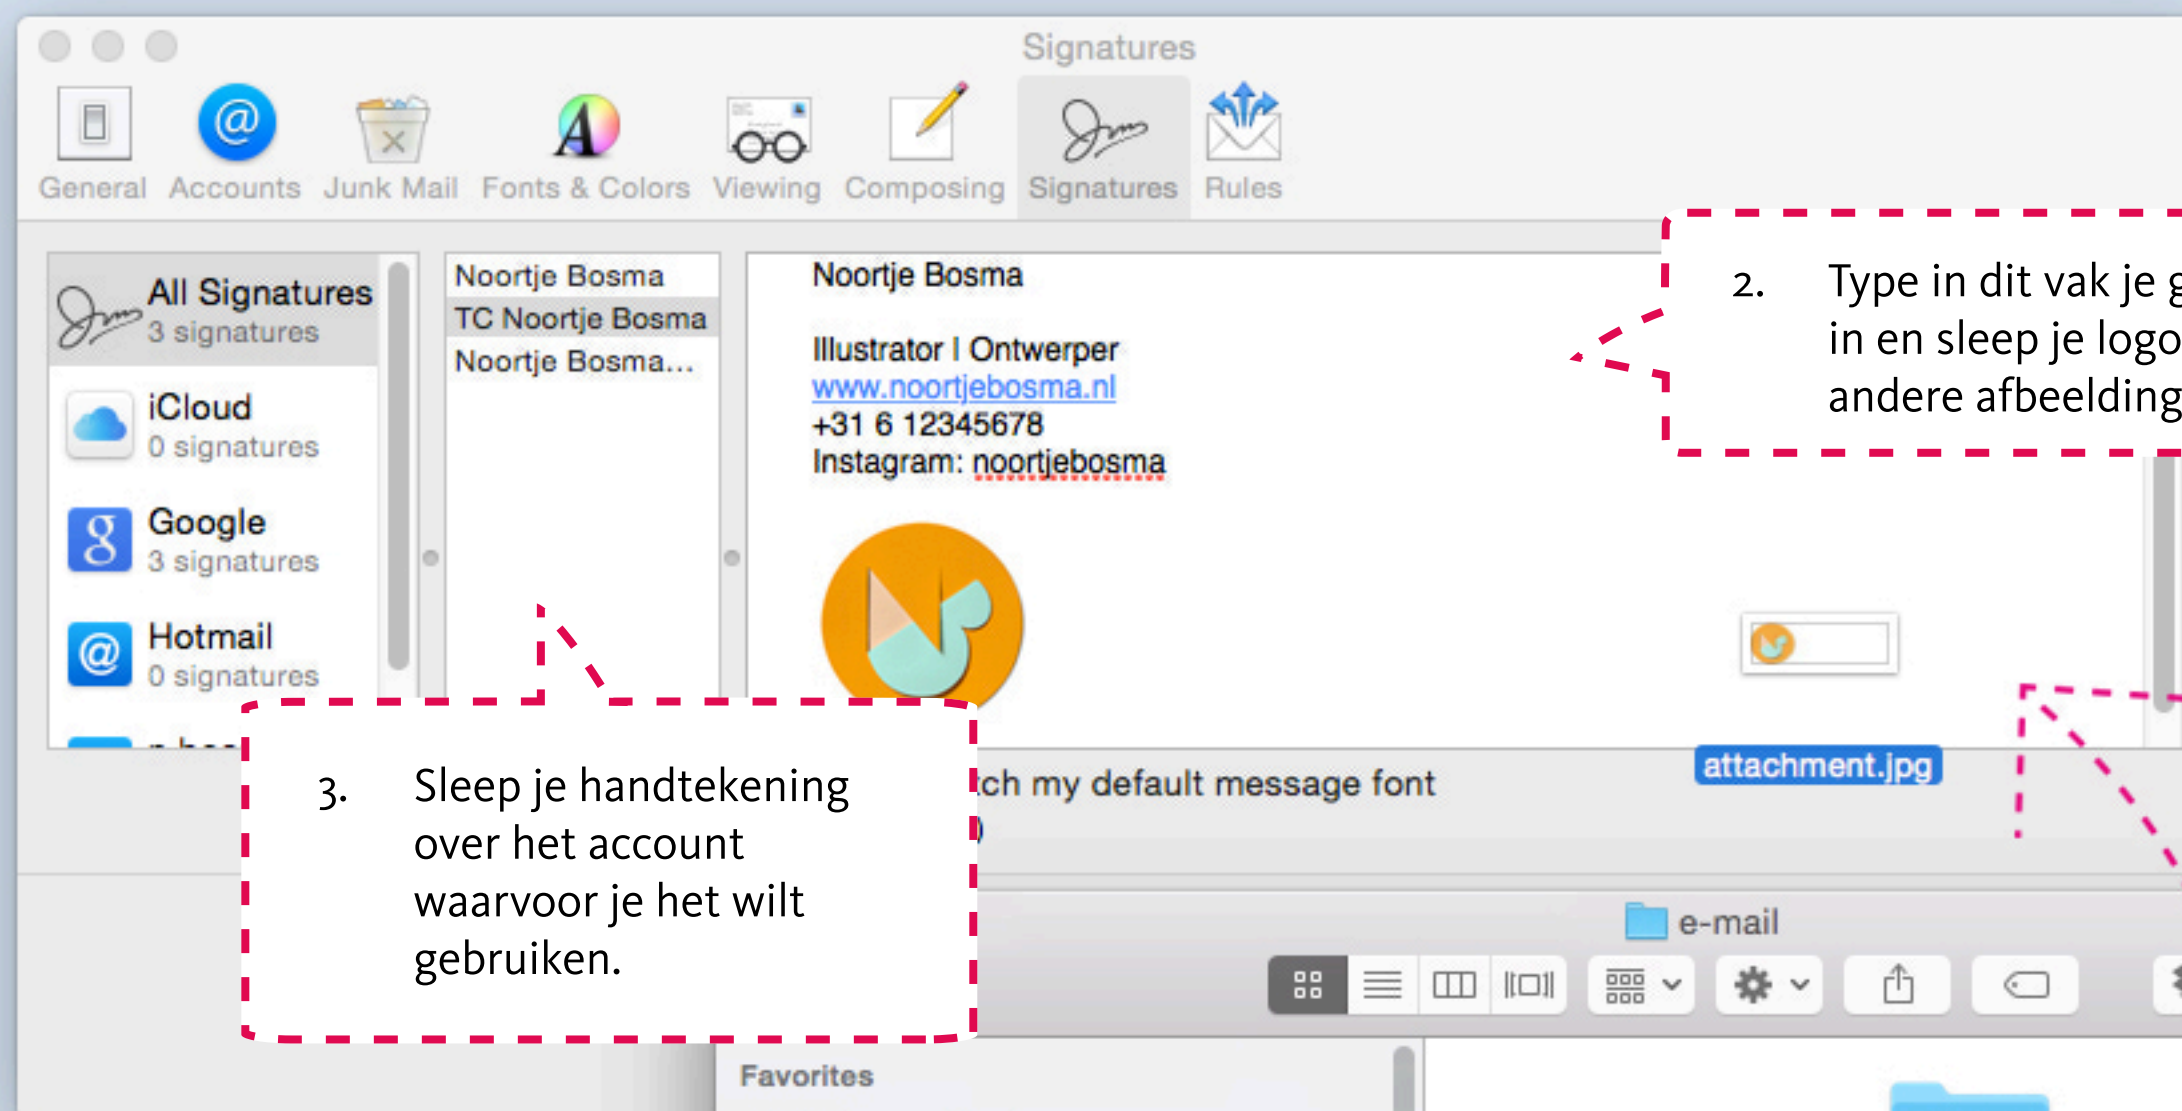 Signatures
General Accounts Junk Mail Fonts & Colors Viewing Composing Signatures Rules
All Signatures
3 signatures
iCloud
0 signatures
Google
3 signatures
Hotmail
0 signatures
Noortje Bosma
TC Noortje Bosma
Noortje Bosma...
Noortje Bosma
Illustrator | Ontwerper
www.noortjebosma.nl
+31 6 12345678
Instagram: noortjebosma
2. Type in dit vak je
in en sleep je logo
andere afbeelding
attachment.jpg
my default message font
3. Sleep je handtekening
over het account
waarvoor je het wilt
gebruiken.
e-mail
Favorites